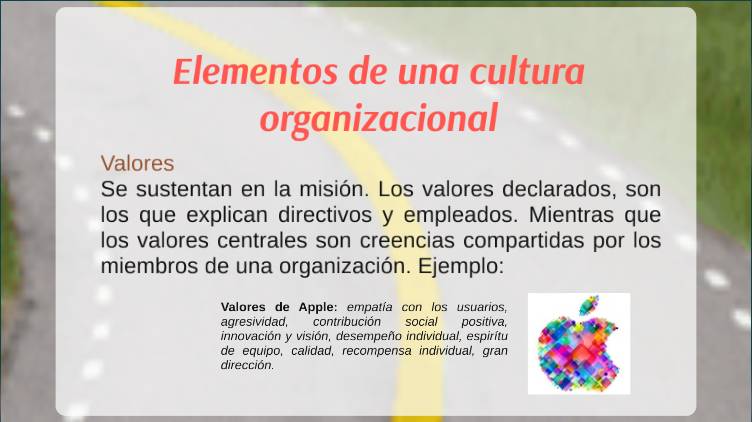 Elementos de una cultura
organizacional
Valores
Se sustentan en la misión. Los valores declarados, son
los que explican directivos y empleados. Mientras que
los valores centrales son creencias compartidas por los
miembros de una organización. Ejemplo:
Valores de Apple: empatía con los usuarios,
agresividad, contribución social positiva,
innovación y visión, desempeño individual, espirítu
de equipo, calidad, recompensa individual, gran
dirección.